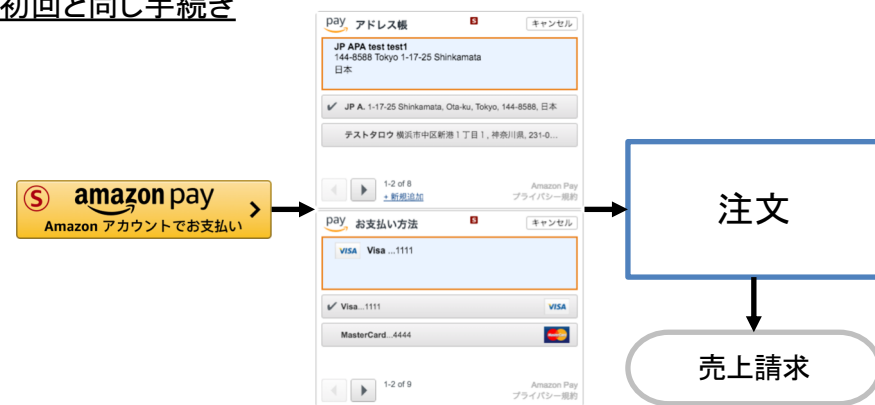 初回と同じ手続き
S amazon pay
Amazon アカウントでお支払い
pay アドレス帳
S
キャンセル
JP APA test test1
144-8588 Tokyo 1-17-25 Shinkamata
日本
JP A. 1-17-25 Shinkamata, Ota-ku, Tokyo, 144-8588, 日本
テストタロウ 横浜市中区新港1丁目1, 神奈川県, 231-0...
1-2 of 8
+ 新規追加
Amazon Pay
プライバシー規約
pay お支払い方法
S
キャンセル
VISA Visa ...1111
Visa...1111
VISA
MasterCard...4444
MasterCard
1-2 of 9
Amazon Pay
プライバシー規約
注文
売上請求